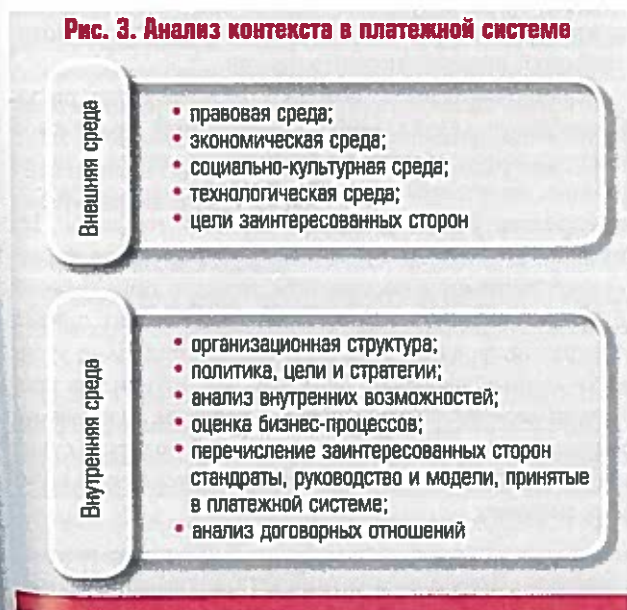 Рис. 3. Анализ контекста в платежной системе
Внешняя среда
• правовая среда;
• экономическая среда;
• социально-культурная среда;
• технологическая среда;
• цели заинтересованных сторон
Внутренняя среда
• организационная структура;
• политика, цели и стратегии;
• анализ внутренних возможностей;
• оценка бизнес-процессов;
• перечисление заинтересованных сторон
стандраты, руководство и модели, принятые
в платежной системе;
• анализ договорных отношений